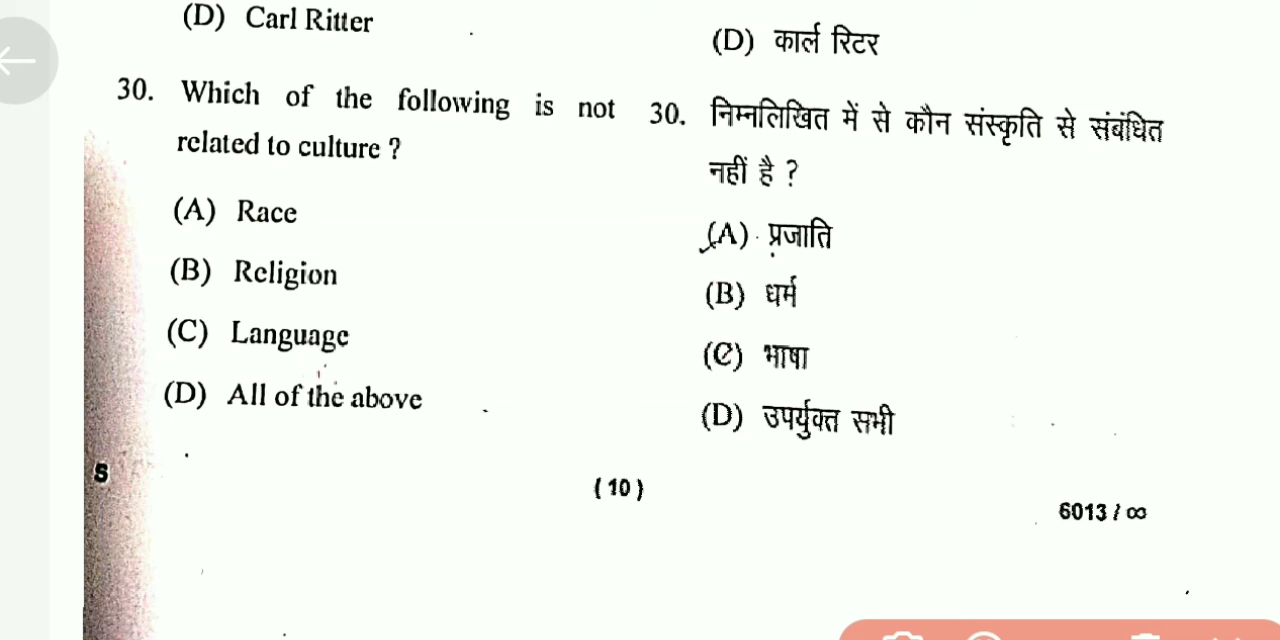 (D) Carl Ritter
30. Which of the following is not
related to culture ?
(A) Race
(B) Religion
(C) Language
(D) All of the above
(D) कार्ल रिटर
30. निम्नलिखित में से कौन संस्कृति से संबंधित
नहीं है ?
(A) प्रजाति
(B) धर्म
(C) भाषा
(D) उपर्युक्त सभी
S
(10)
6013 / ∞